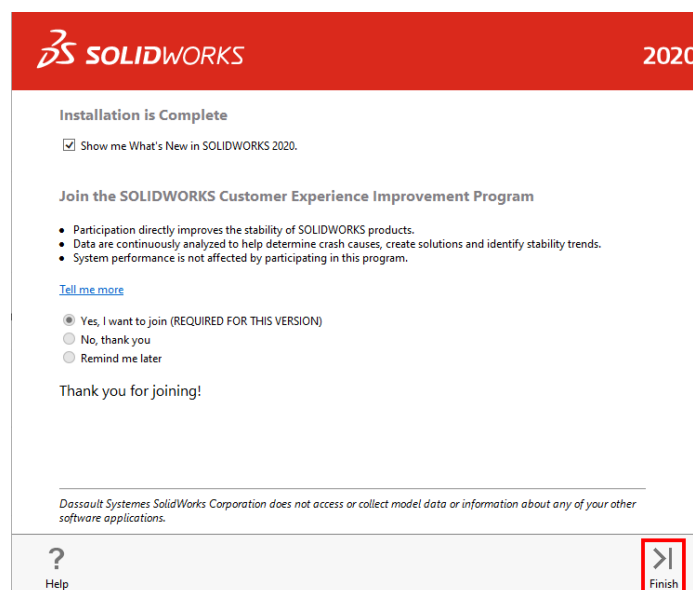 SOLIDWORKS 2020
Installation is Complete
Show me What's New in SOLIDWORKS 2020.
Join the SOLIDWORKS Customer Experience Improvement Program
• Participation directly improves the stability of SOLIDWORKS products.
• Data are continuously analyzed to help determine crash causes, create solutions and identify stability trends.
• System performance is not affected by participating in this program.
Tell me more
Yes, I want to join (REQUIRED FOR THIS VERSION)
No, thank you
Remind me later
Thank you for joining!
Dassault Systemes SolidWorks Corporation does not access or collect model data or information about any of your other
software applications.
?
Help
Finish